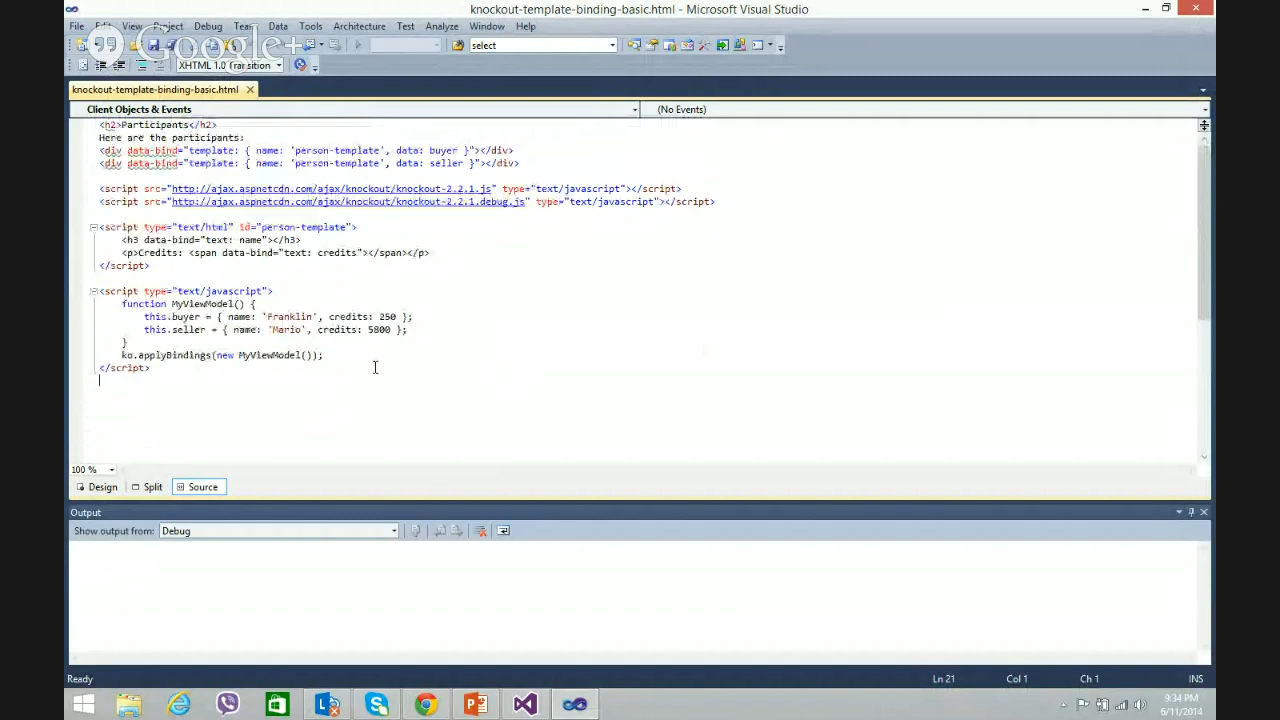 knockout-template-binding-basic.html - Microsoft Visual Studio
File Edit View Project Debug Team Data Tools Architecture Test Analyze Window Help
Google+
select
XHTML 1.0 Transition
knockout-template-binding-basic.html
Client Objects & Events
(No Events)
<h2>Participants</h2>
Here are the participants:
<div data-bind="template: { name: 'person-template', data: buyer }"></div>
<div data-bind="template: { name: 'person-template', data: seller }"></div>
<script src="http://ajax.aspnetcdn.com/ajax/knockout/knockout-2.2.1.js" type="text/javascript"></script>
<script src="http://ajax.aspnetcdn.com/ajax/knockout/knockout-2.2.1.debug.js" type="text/javascript"></script>
<script type="text/html" id="person-template">
<h3 data-bind="text: name"></h3>
<p>Credits: <span data-bind="text: credits"></span></p>
</script>
<script type="text/javascript">
function MyViewModel() {
this.buyer = { name: 'Franklin', credits: 250 };
this.seller = { name: 'Mario', credits: 5800 };
}
ko.applyBindings(new MyViewModel());
</script>
100 %
Design
Split
Source
Output
Show output from:
Debug
Ready
Ln 21
Col 1
Ch 1
INS
9:34 PM
6/11/2014